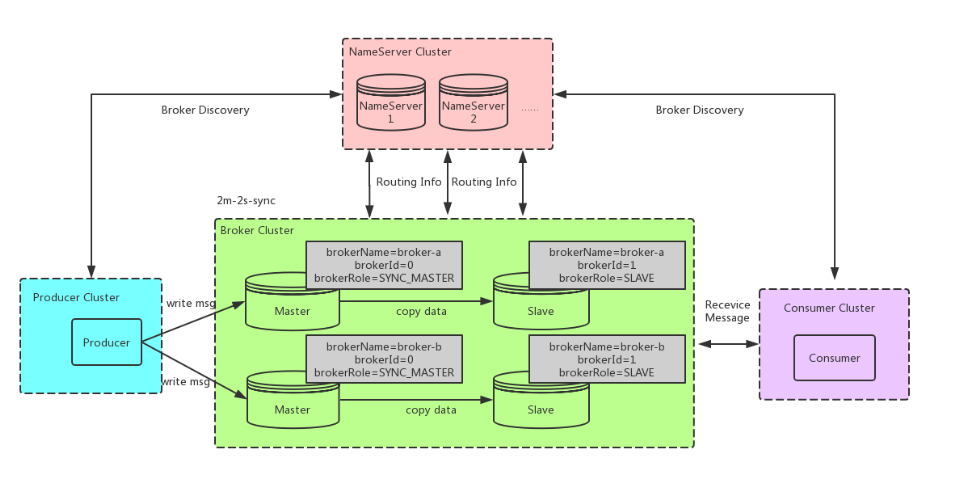 NameServer Cluster
NameServer
1
NameServer
2
......
Broker Discovery
Broker Discovery
Routing Info
Routing Info
2m-2s-sync
Broker Cluster
brokerName=broker-a
brokerId=0
brokerRole=SYNC_MASTER
brokerName=broker-a
brokerId=1
brokerRole=SLAVE
Producer Cluster
Producer
write msg
write msg
Master
copy data
Slave
brokerName=broker-b
brokerId=0
brokerRole=SYNC_MASTER
brokerName=broker-b
brokerId=1
brokerRole=SLAVE
Master
copy data
Slave
Recevice
Message
Consumer Cluster
Consumer